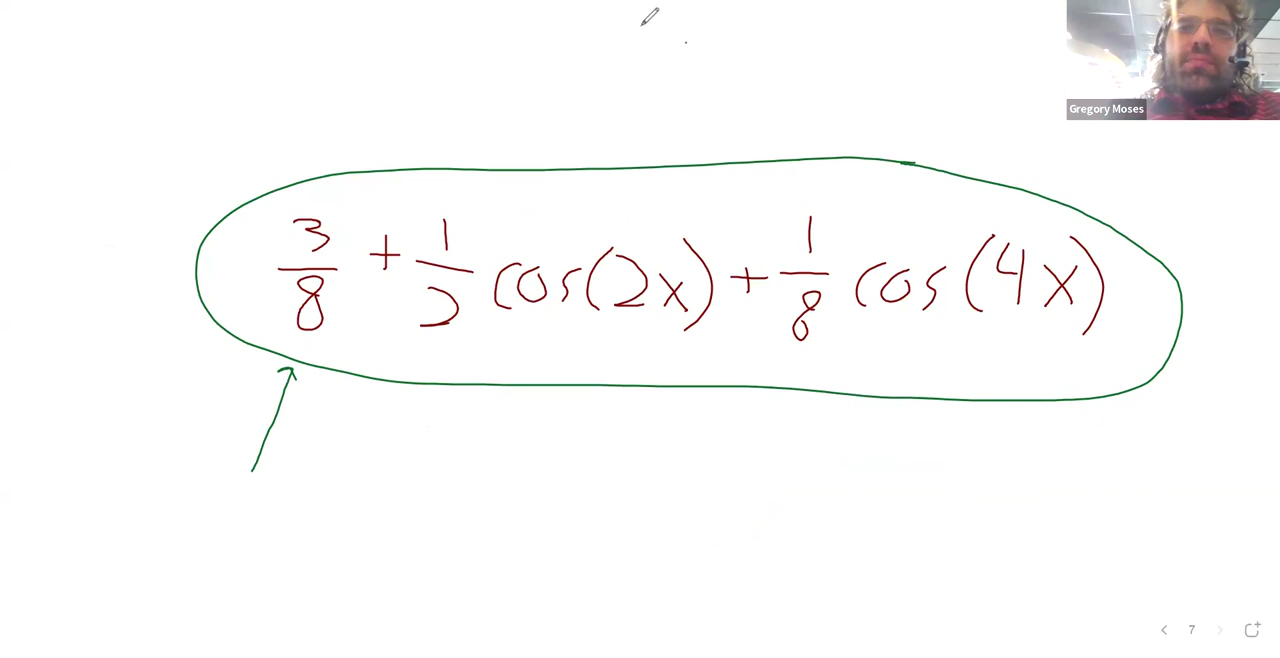 Gregory Moses
3/8 + 1/2 cos(2x) + 1/8 cos(4x)
7